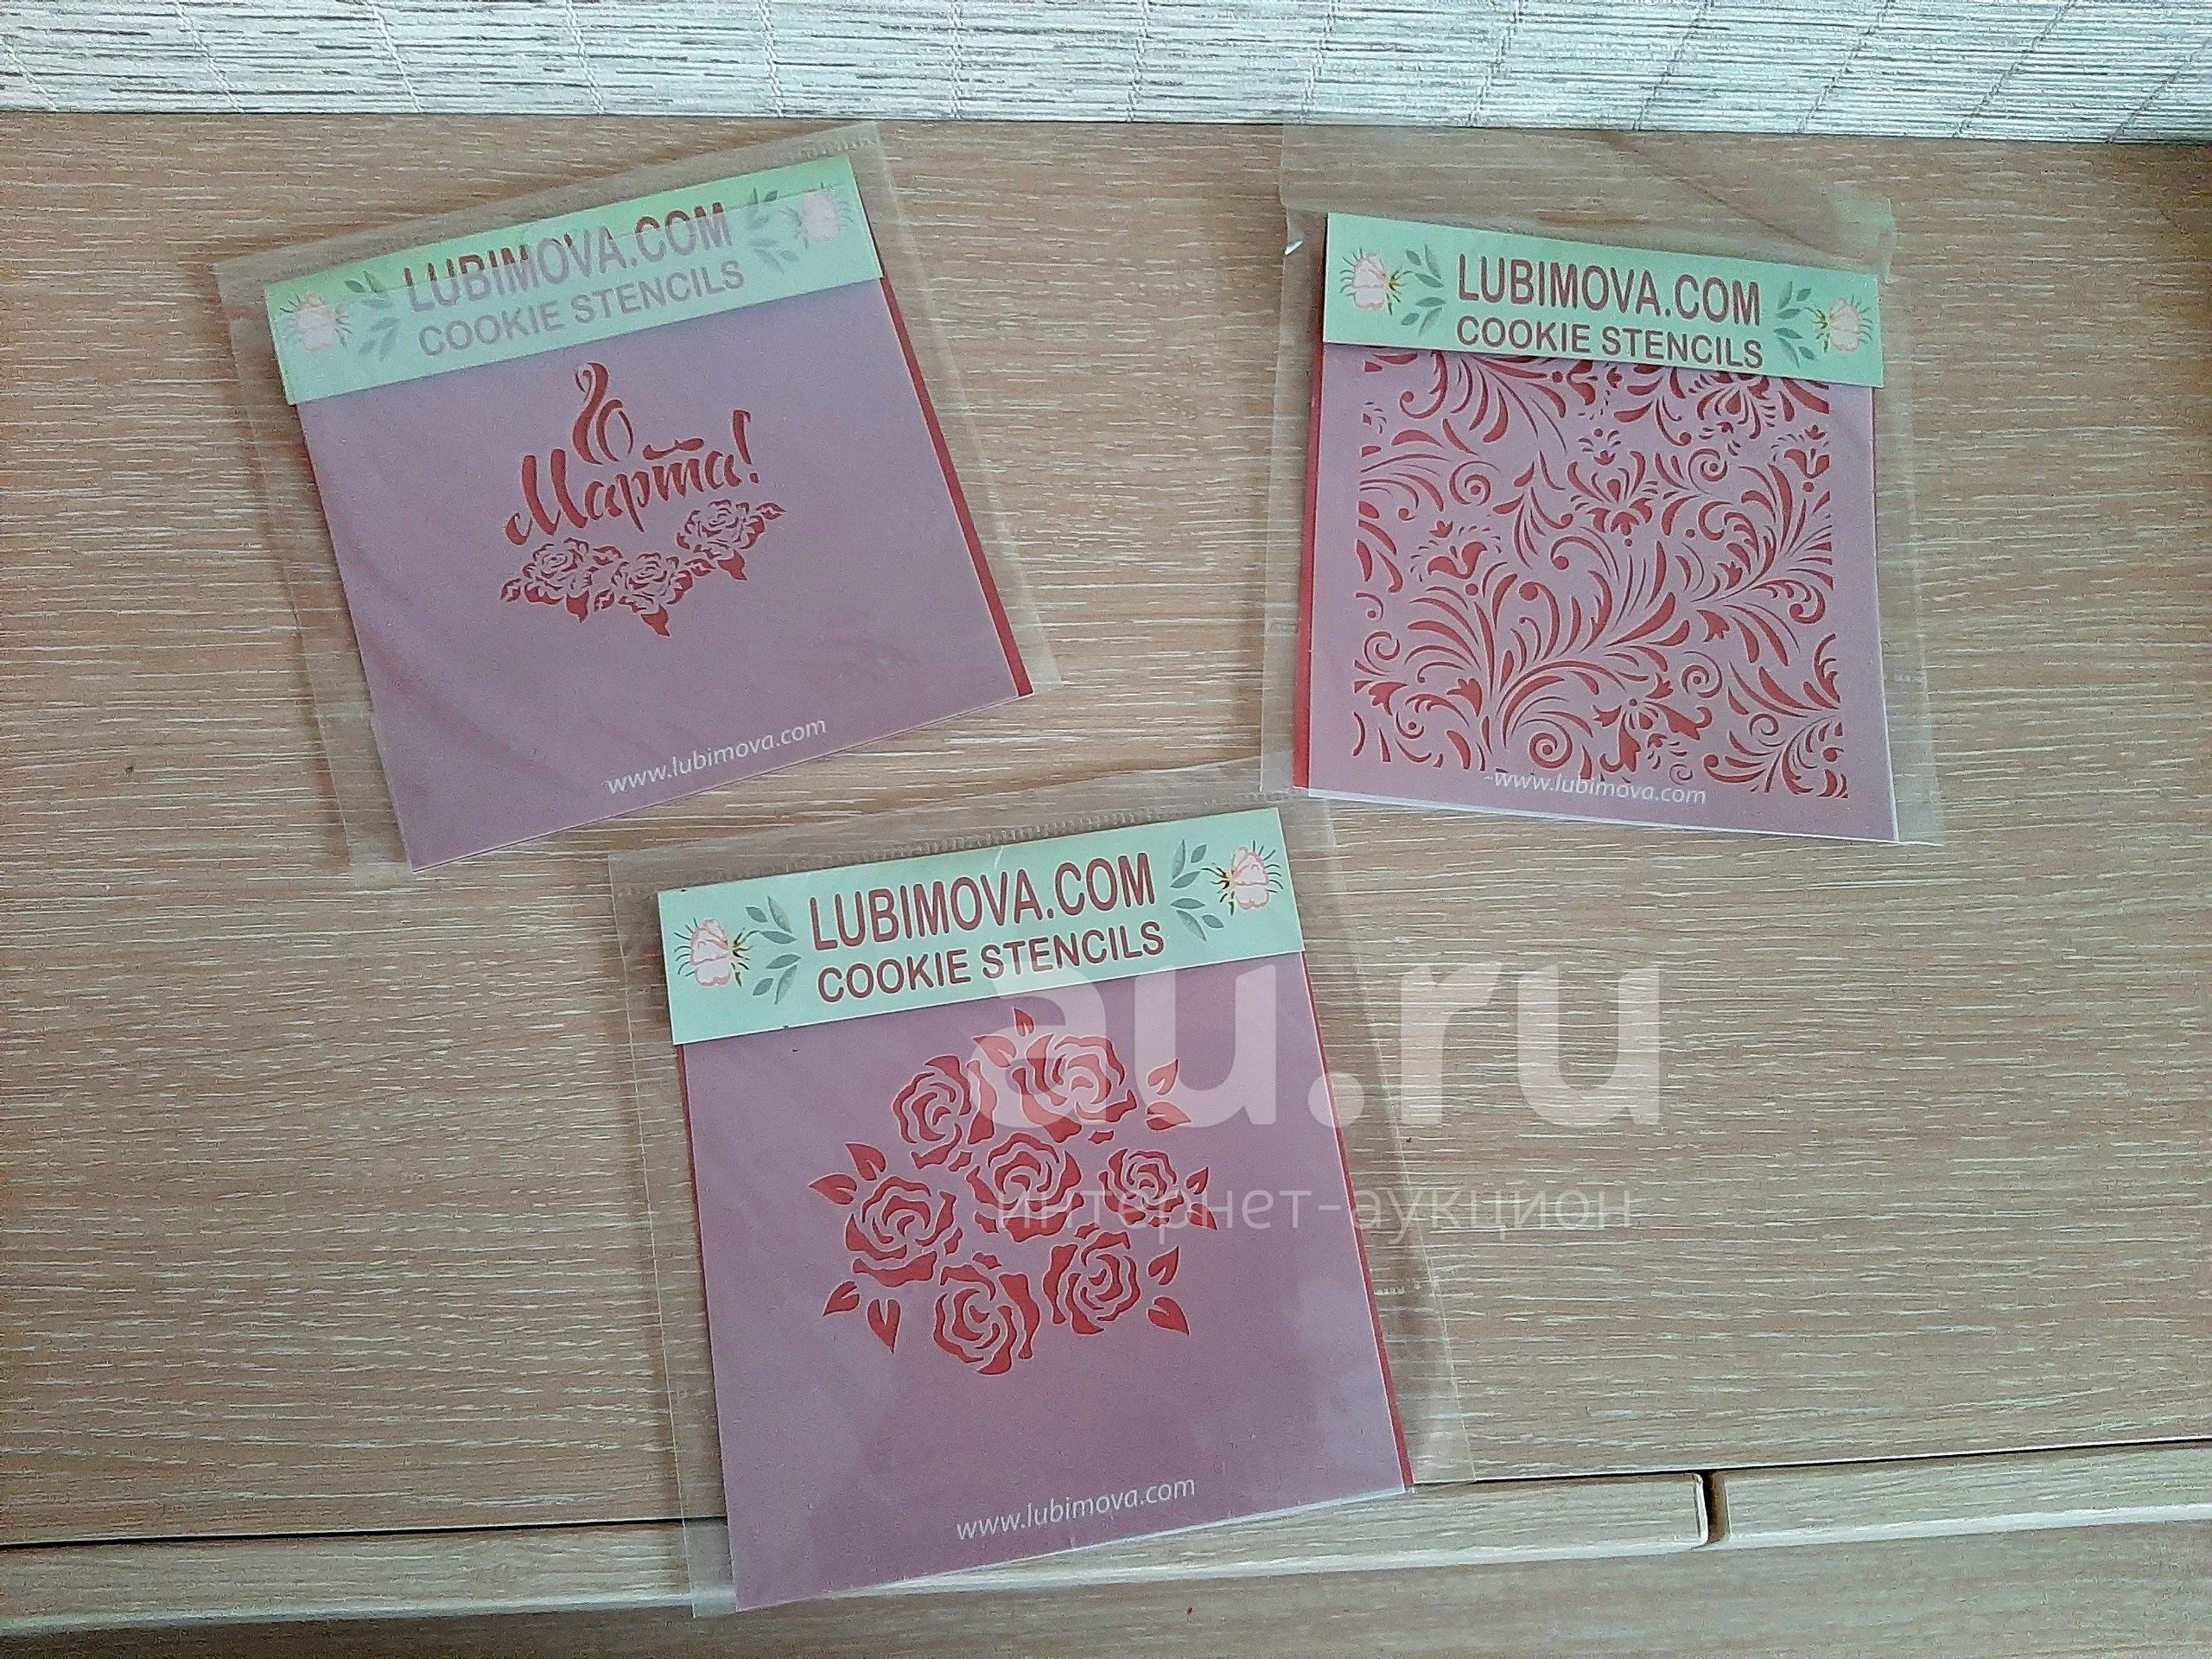 LUBIMOVA.COM
COOKIE STENCILS
8
Марта!
www.lubimova.com
LUBIMOVA.COM
COOKIE STENCILS
www.lubimova.com
LUBIMOVA.COM
COOKIE STENCILS
www.lubimova.com
au.ru
интернет-аукцион